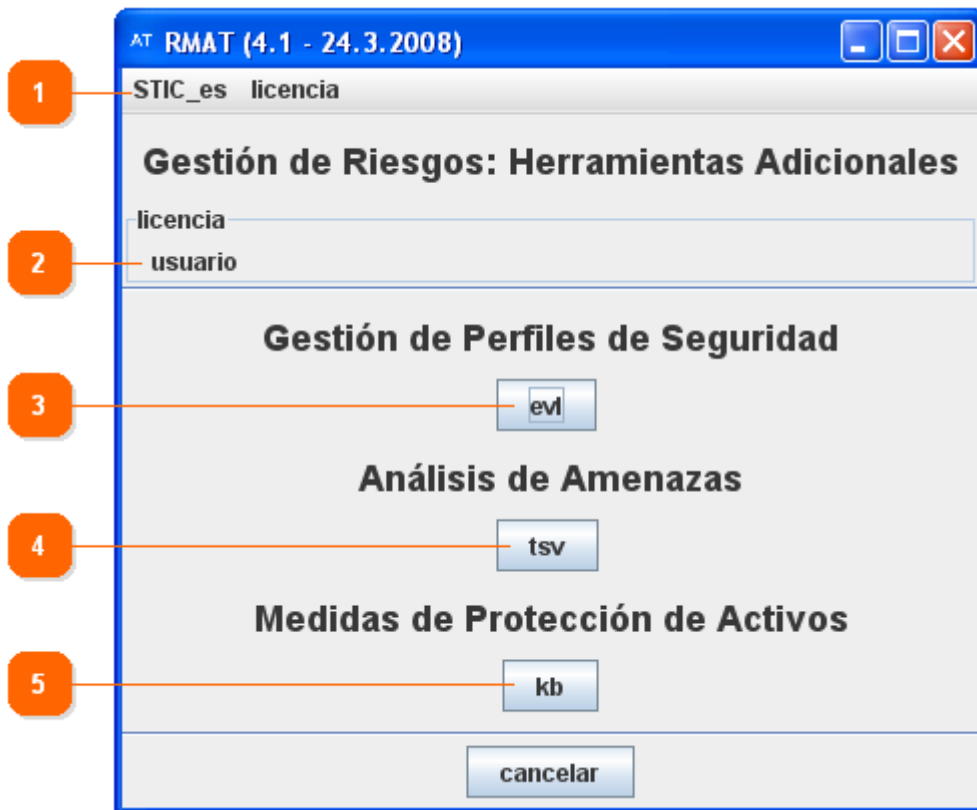 AT RMAT (4.1 - 24.3.2008)
1
STIC_es licencia
Gestión de Riesgos: Herramientas Adicionales
licencia
2
usuario
Gestión de Perfiles de Seguridad
3
evl
Análisis de Amenazas
4
tsv
Medidas de Protección de Activos
5
kb
cancelar